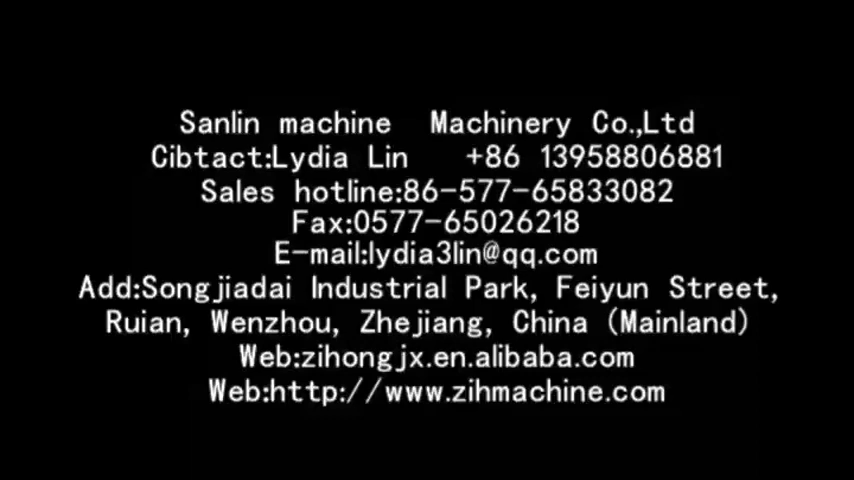 Sanlin machine Machinery Co.,Ltd
Cibtact:Lydia Lin +86 13958806881
Sales hotline:86-577-65833082
Fax:0577-65026218
E-mail:lydia3lin@qq.com
Add:Songjiadai Industrial Park, Feiyun Street,
Ruian, Wenzhou, Zhejiang, China (Mainland)
Web:zihongjx.en.alibaba.com
Web:http://www.zihmachine.com